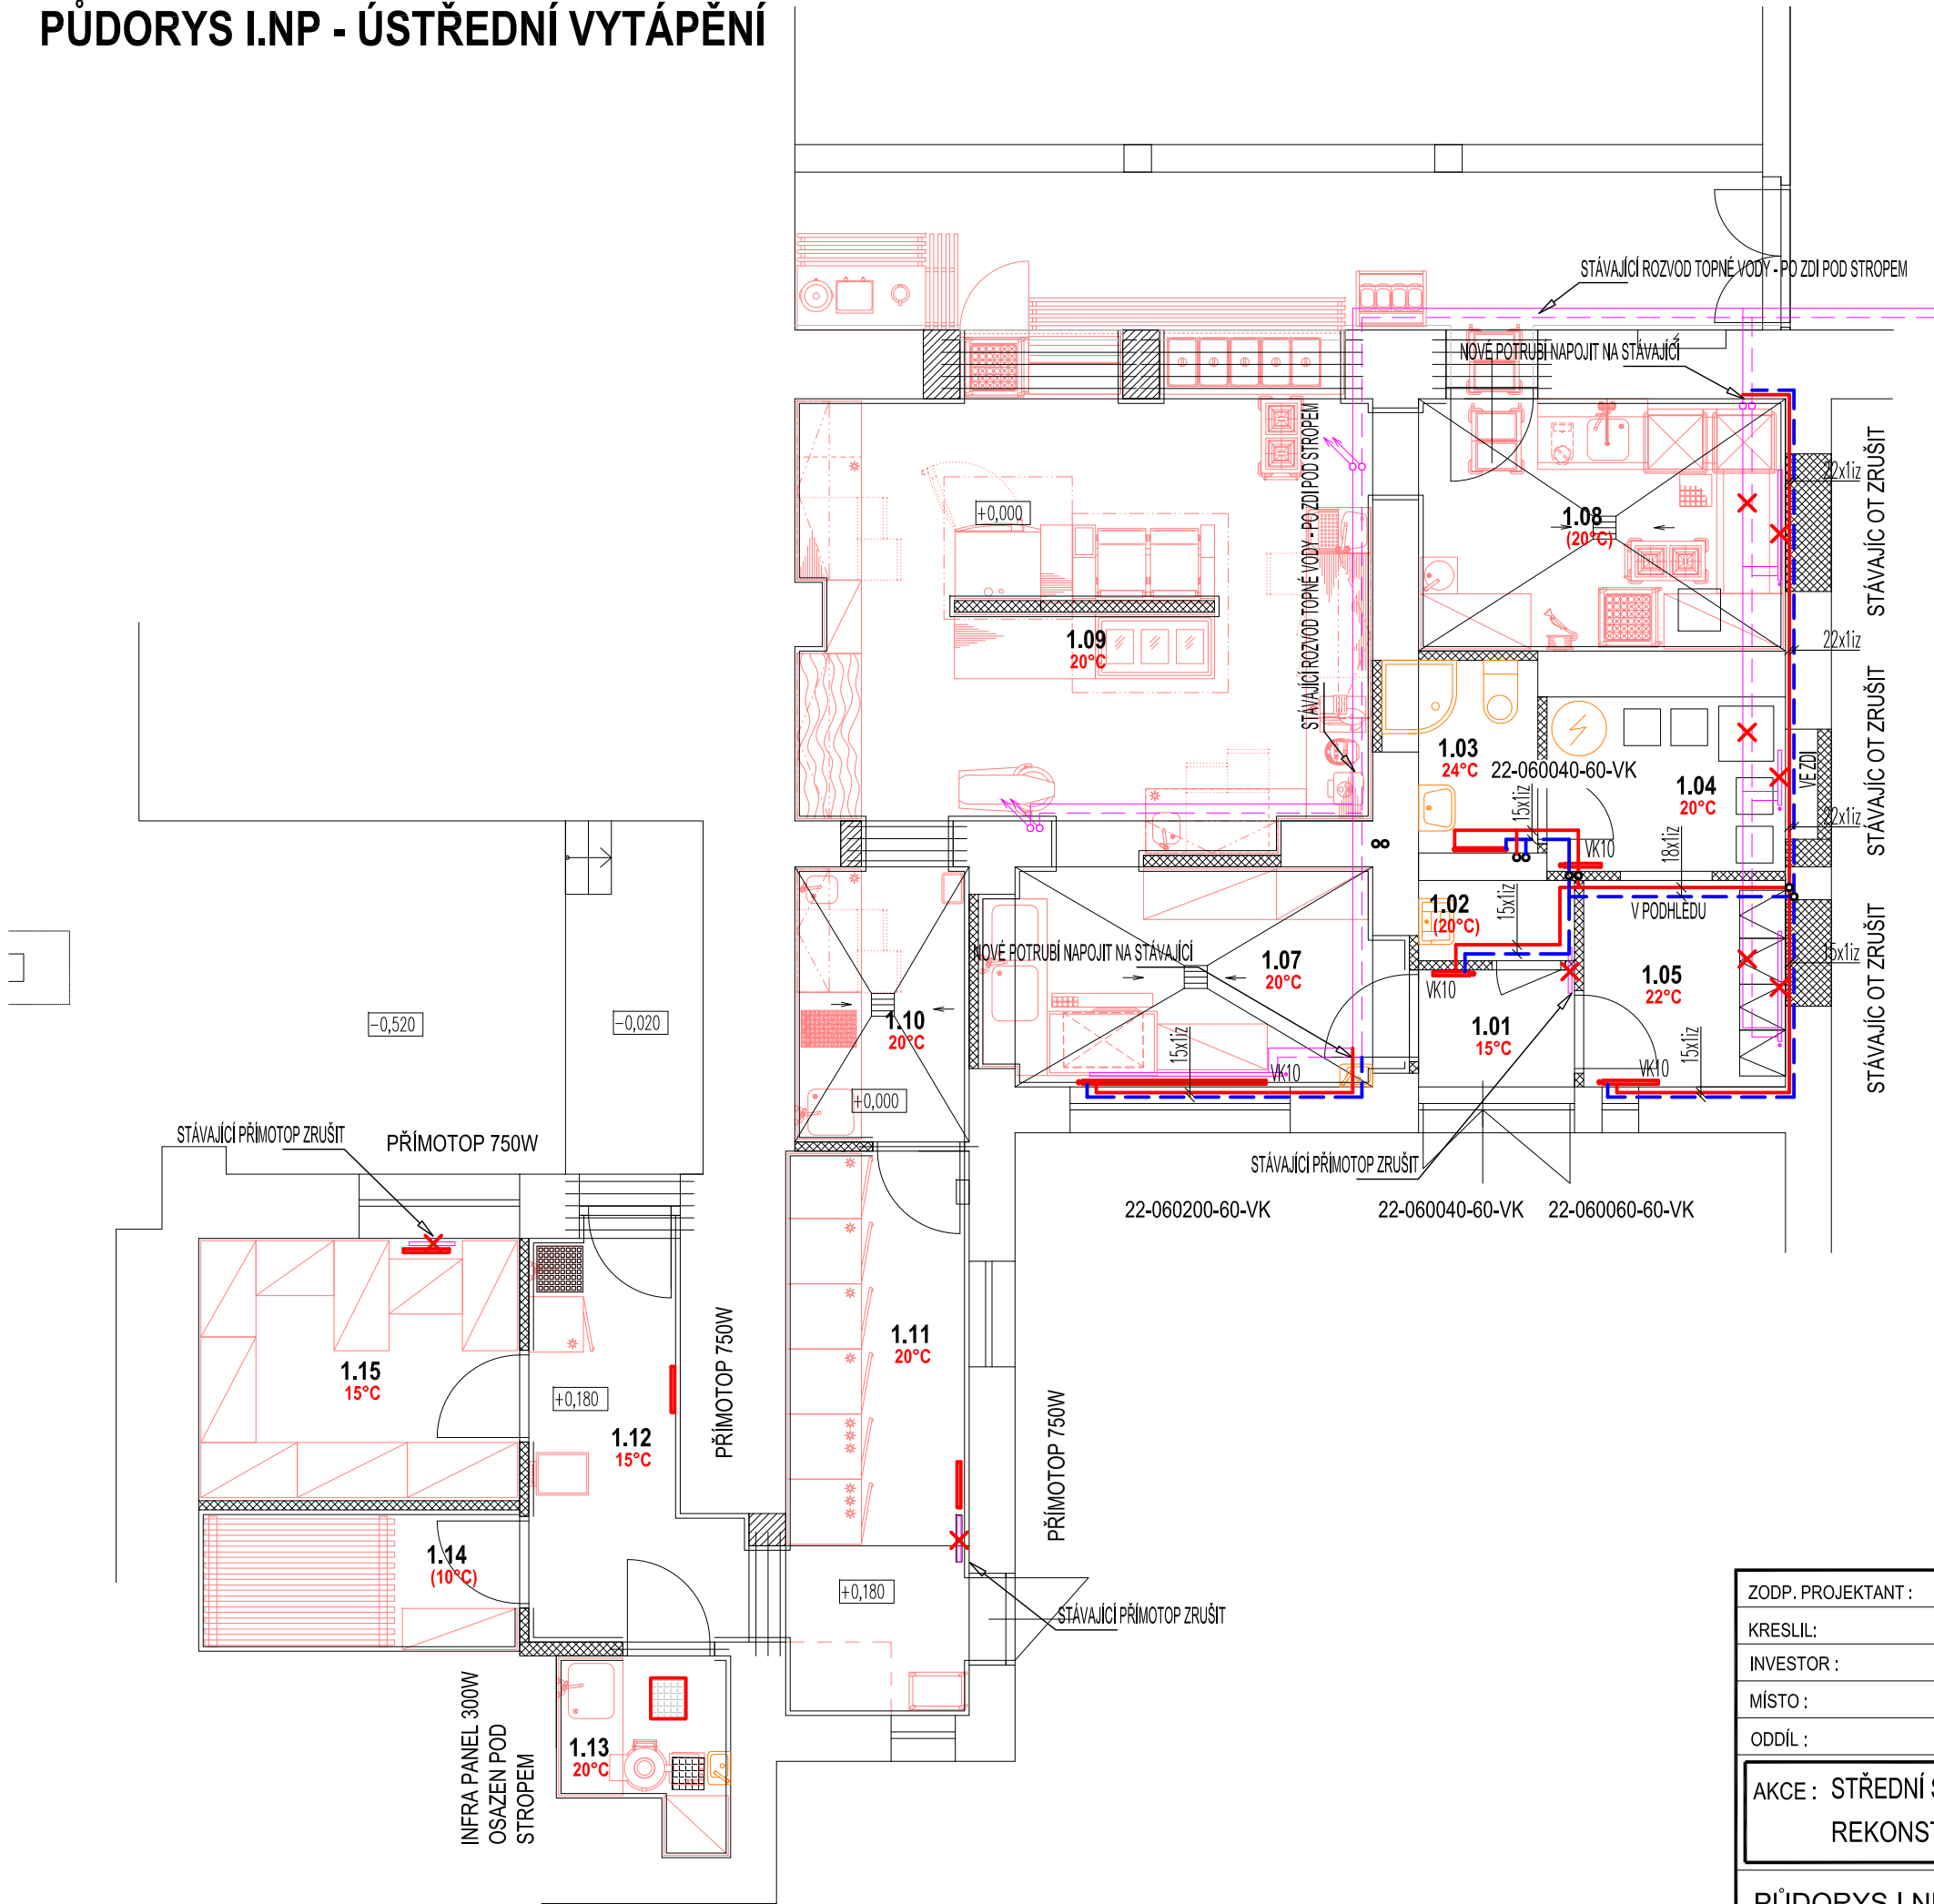 PŮDORYS I.NP - ÚSTŘEDNÍ VYTÁPĚNÍ
STÁVAJÍCÍ ROZVOD TOPNÉ VODY - PO ZDI POD STROPEM
NOVÉ POTRUBÍ NAPOJIT NA STÁVAJÍCÍ
STÁVAJÍCÍ ROZVOD TOPNÉ VODY - PO ZDI POD STROPEM
+0,000
1.09
20°C
1.08
(20°C)
22x1iz
STÁVAJÍC OT ZRUŠIT
22x1iz
STÁVAJÍC OT ZRUŠIT
1.03
24°C
22-060040-60-VK
1.04
20°C
VE ZDI
15x1iz
22x1iz
18x1iz
VK10
1.02
(20°C)
15x1iz
V PODHLEDU
STÁVAJÍC OT ZRUŠIT
15x1iz
NOVÉ POTRUBÍ NAPOJIT NA STÁVAJÍCÍ
1.07
20°C
VK10
1.05
22°C
1.10
20°C
1.01
15°C
-0,520
-0,020
15x1iz
VK10
VK10
15x1iz
+0,000
STÁVAJÍCÍ PŘÍMOTOP ZRUŠIT
PŘÍMOTOP 750W
STÁVAJÍCÍ PŘÍMOTOP ZRUŠIT
22-060200-60-VK
22-060040-60-VK
22-060060-60-VK
1.11
20°C
PŘÍMOTOP 750W
1.15
15°C
+0,180
1.12
15°C
PŘÍMOTOP 750W
1.14
(10°C)
+0,180
STÁVAJÍCÍ PŘÍMOTOP ZRUŠIT
INFRA PANEL 300W
OSAZEN POD
STROPEM
1.13
20°C
ZODP. PROJEKTANT :
KRESLIL:
INVESTOR :
MÍSTO :
ODDÍL :
AKCE : STŘEDNÍ
REKONST
PŮDORYS I.N